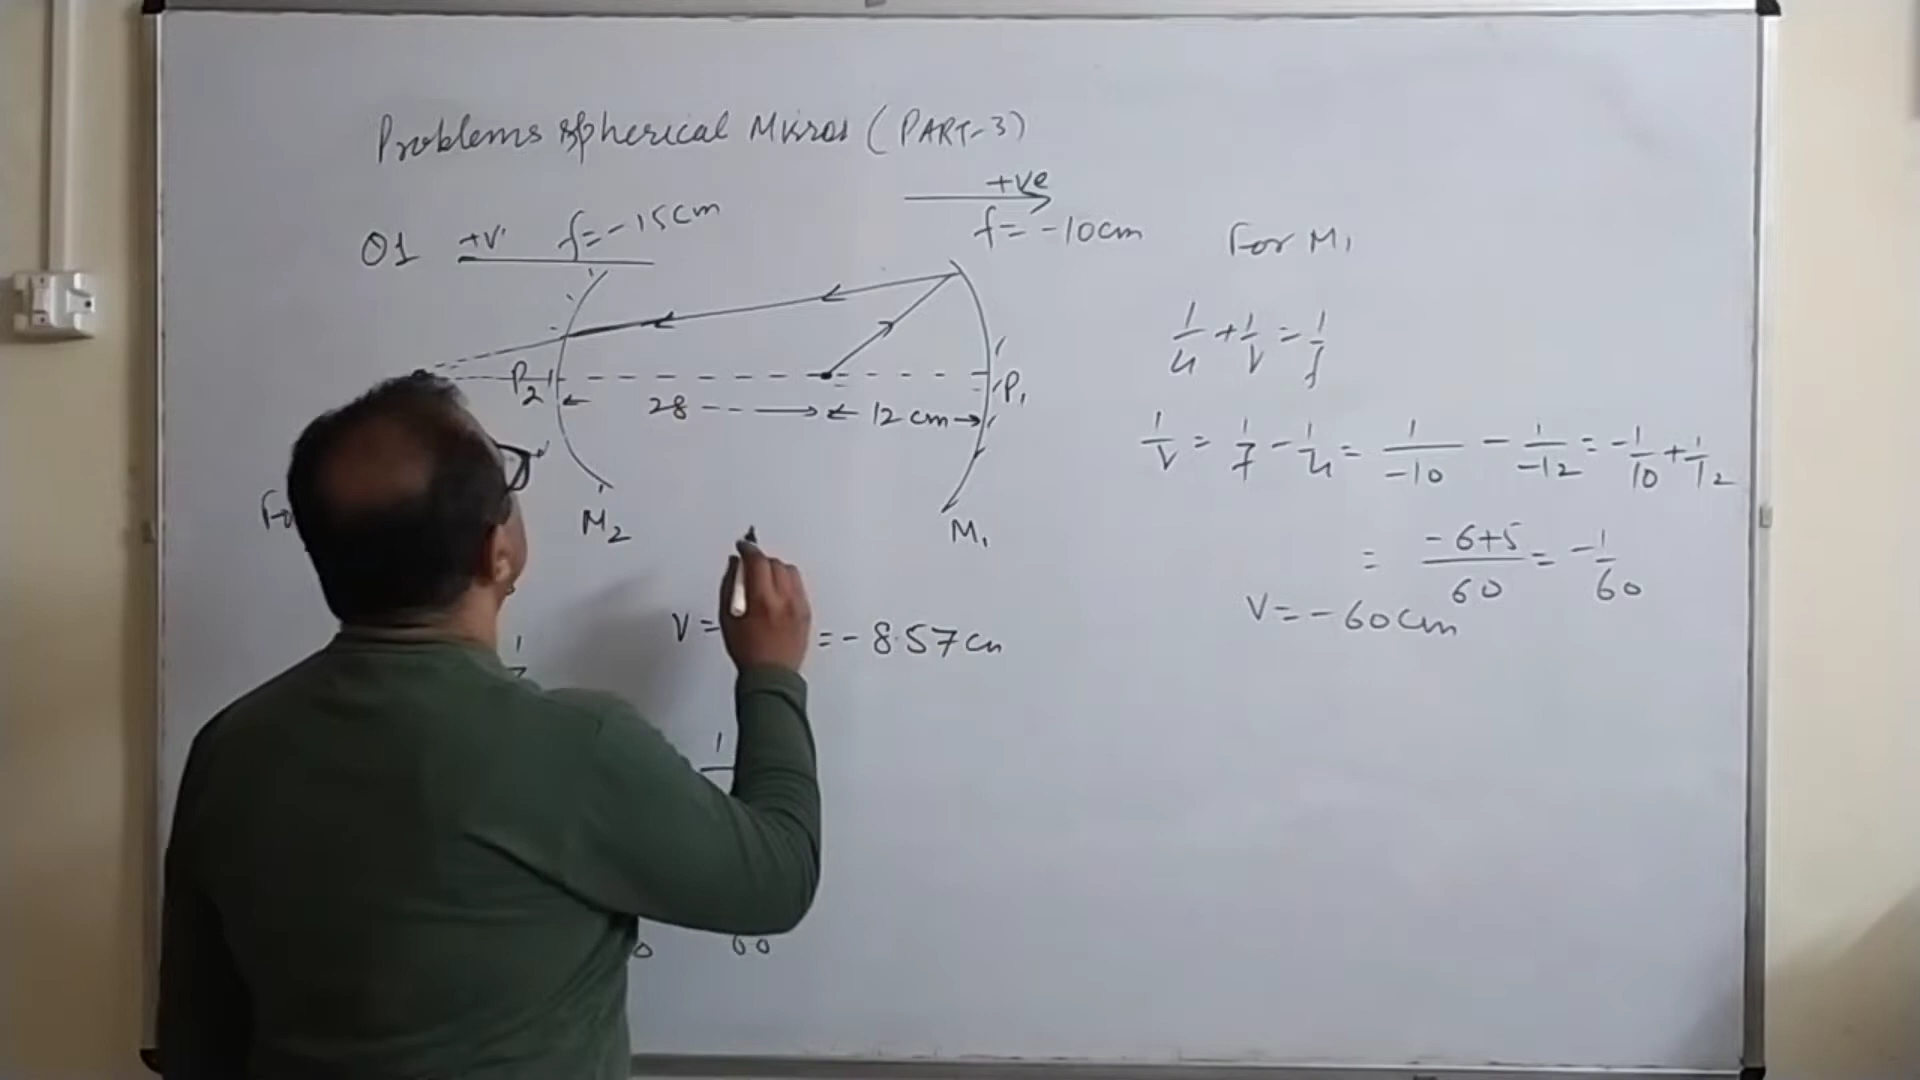 Problems Spherical Mirror (PART-3)
+ve
Q1 +v f=-15cm
f=-10cm
For M₁
1/u + 1/v = 1/f
P₂
28 12 cm
P₁
1/v = 1/f - 1/u = 1/-10 - 1/-12 = -1/10 + 1/12
M₂
M₁
= -6+5/60 = -1/60
v = -60cm
v= =-8.57cm
60